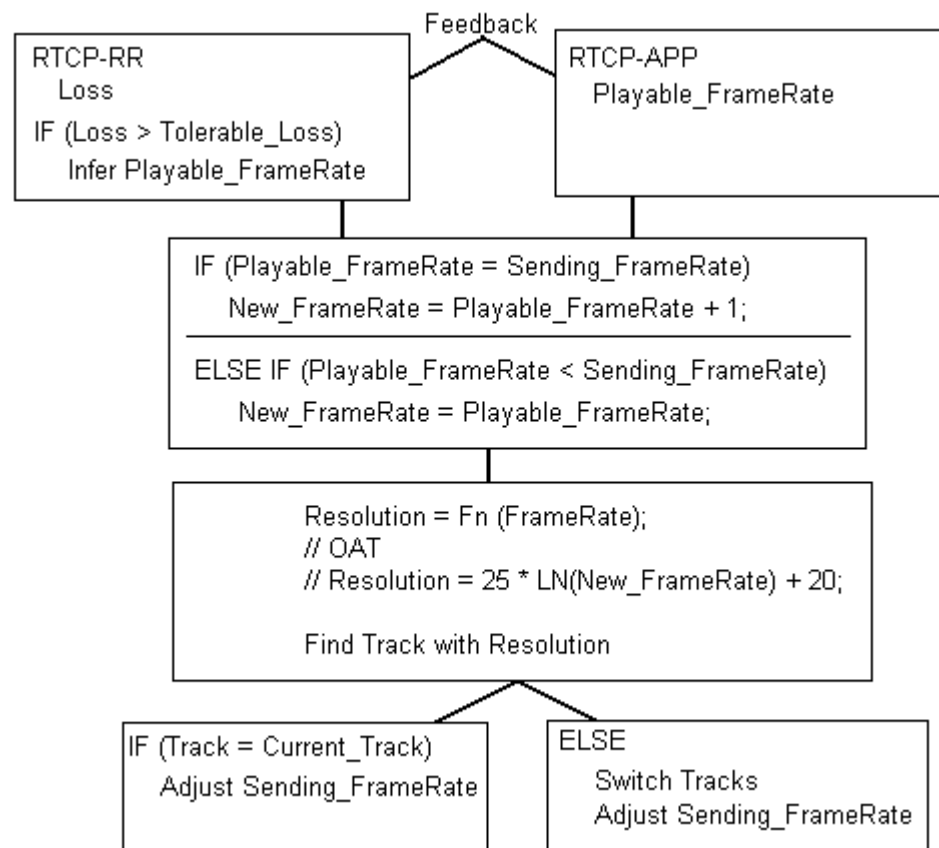 Feedback
RTCP-RR
Loss
IF (Loss > Tolerable_Loss)
Infer Playable_FrameRate
RTCP-APP
Playable_FrameRate
IF (Playable_FrameRate = Sending_FrameRate)
New_FrameRate = Playable_FrameRate + 1;
ELSE IF (Playable_FrameRate < Sending_FrameRate)
New_FrameRate = Playable_FrameRate;
Resolution = Fn (FrameRate);
// OAT
// Resolution = 25 * LN(New_FrameRate) + 20;
Find Track with Resolution
IF (Track = Current_Track)
Adjust Sending_FrameRate
ELSE
Switch Tracks
Adjust Sending_FrameRate